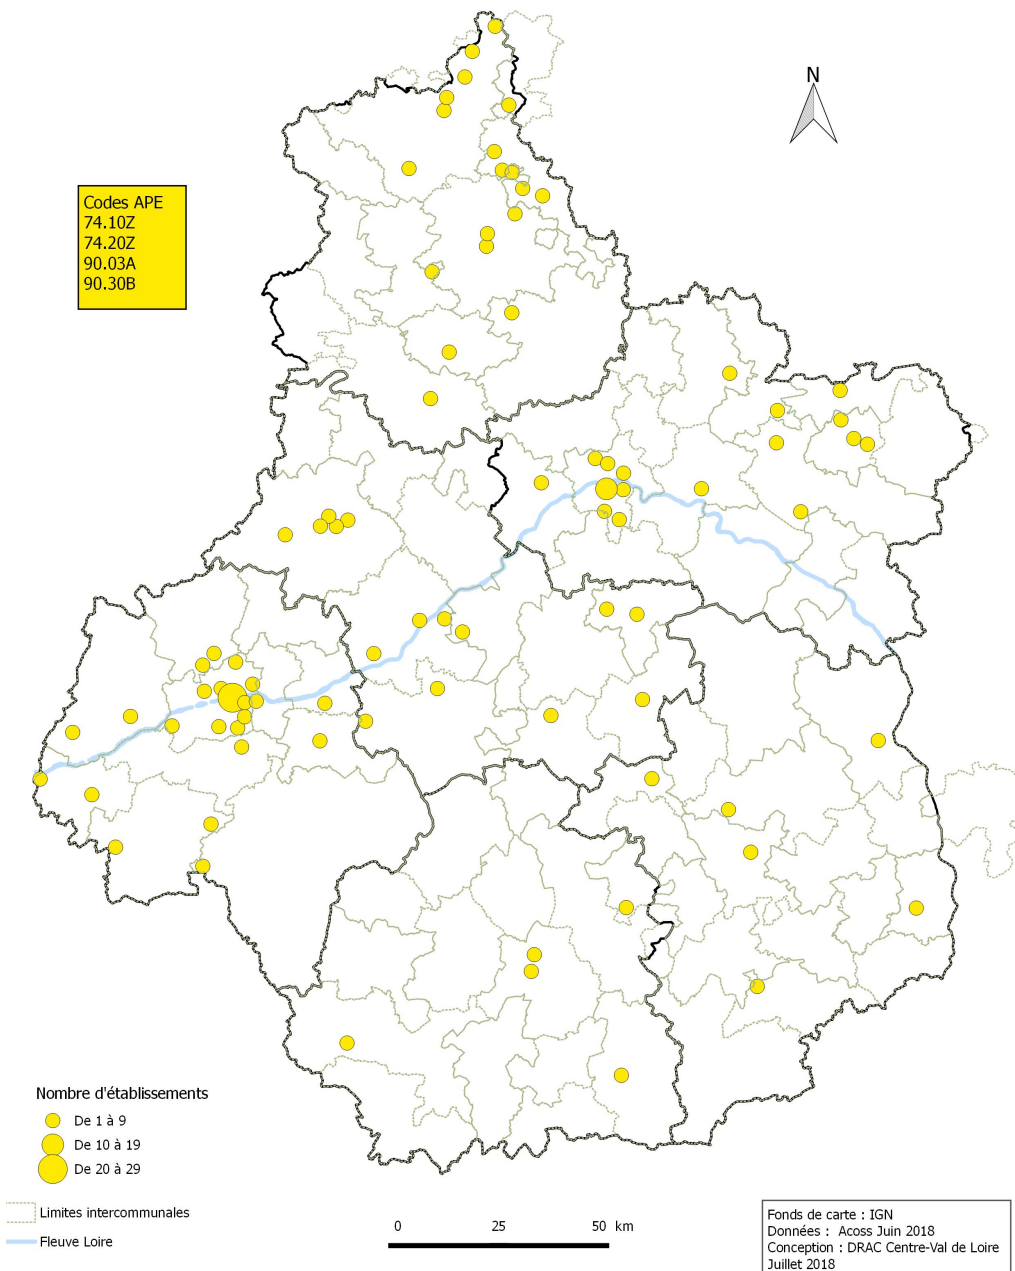 N
Codes APE
74.10Z
74.20Z
90.03A
90.30B
Nombre d'établissements
De 1 à 9
De 10 à 19
De 20 à 29
Limites intercommunales
Fleuve Loire
0 25 50 km
Fonds de carte : IGN
Données : Acoss Juin 2018
Conception : DRAC Centre-Val de Loire
Juillet 2018